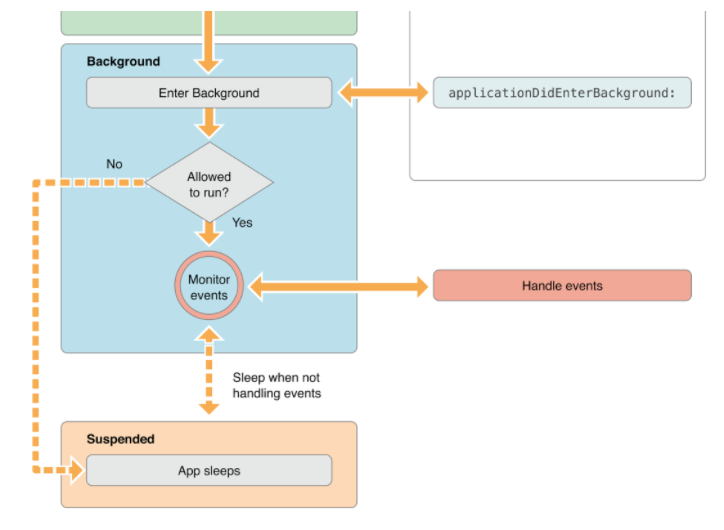 Background
Enter Background
applicationDidEnterBackground:
No
Allowed
to run?
Yes
Monitor
events
Handle events
Sleep when not
handling events
Suspended
App sleeps